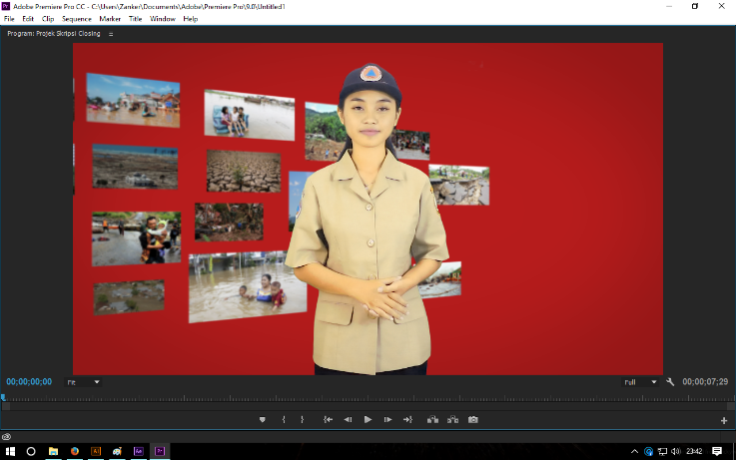 Adobe Premiere Pro CC - C:\Users\Zanker\Documents\Adobe\Premiere Pro\9.0\Untitled1
File Edit Clip Sequence Marker Title Window Help
Program: Projek Skripsi Closing
00;00;00;00 Fit Full 00;00;07;29
23:42